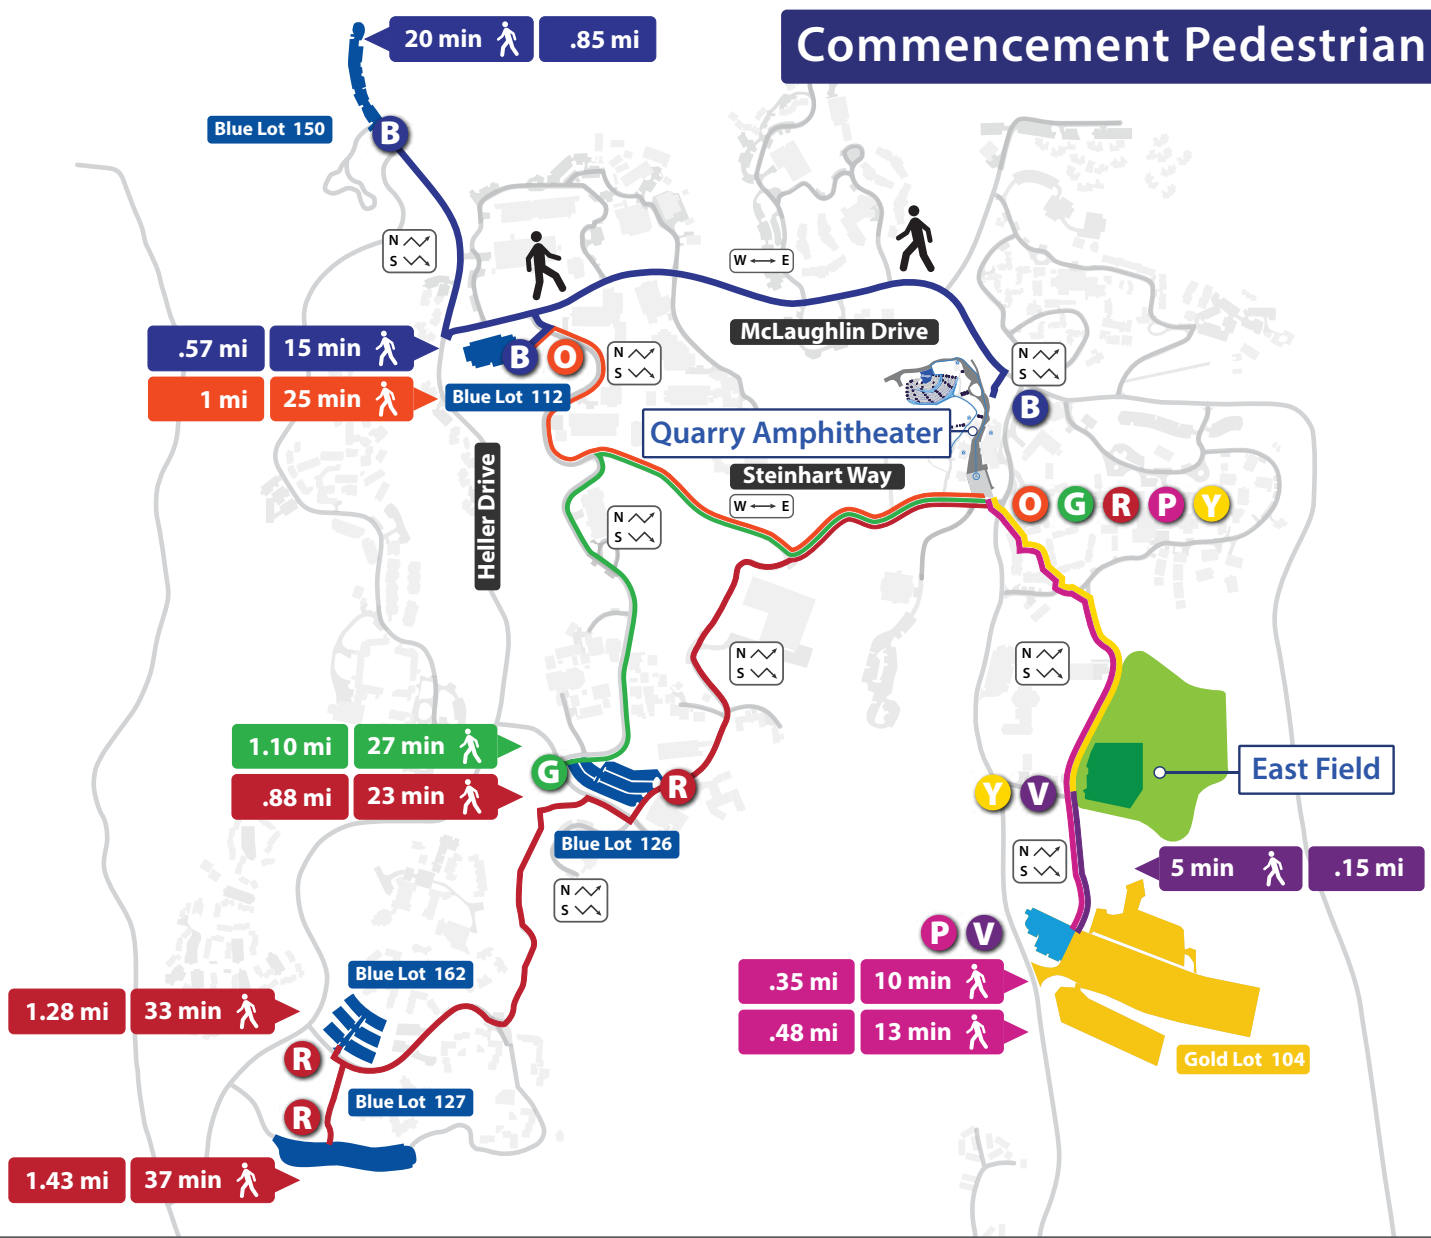 20 min
.85 mi
Commencement Pedestrian
Blue Lot 150
B
N
S
W E
.57 mi
15 min
McLaughlin Drive
B
O
N
S
N
S
1 mi
25 min
Blue Lot 112
B
Quarry Amphitheater
Heller Drive
Steinhart Way
W E
O
G
R
P
Y
N
S
N
S
N
S
1.10 mi
27 min
G
R
East Field
.88 mi
23 min
Y
V
Blue Lot 126
N
S
5 min
.15 mi
N
S
P
V
Blue Lot 162
.35 mi
10 min
1.28 mi
33 min
.48 mi
13 min
R
Gold Lot 104
Blue Lot 127
R
1.43 mi
37 min